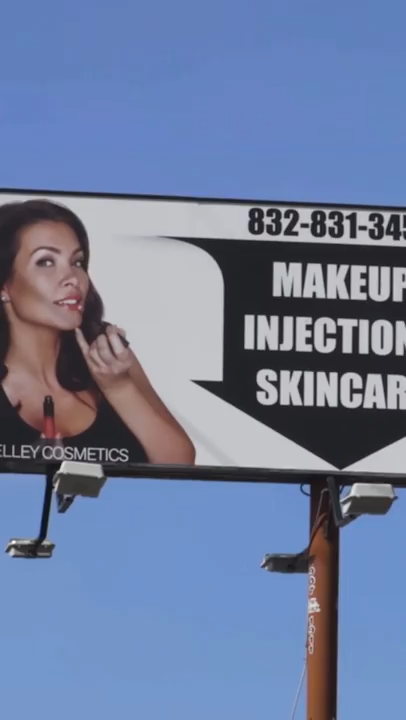 832-831-345
MAKEUP
INJECTION
SKINCAR
ELLEY COSMETICS